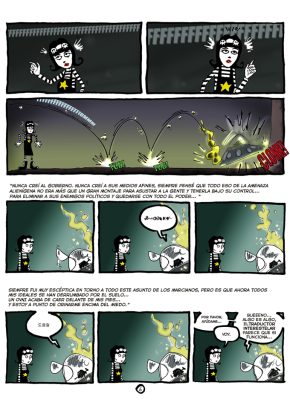 "NUNCA CREÍ AL GOBIERNO. NUNCA CREÍ A SUS MEDIOS AFINES, SIEMPRE PENSÉ QUE TODO ESO DE LA AMENAZA
ALIENÍGENA NO ERA MÁS QUE UN GRAN MONTAJE PARA ASUSTAR A LA GENTE Y TENERLA BAJO SU CONTROL...
PARA ELIMINAR A SUS ENEMIGOS POLÍTICOS Y QUEDARSE CON TODO EL PODER..."
SIEMPRE FUI MUY ESCÉPTICA EN TORNO A TODO ESTE ASUNTO DE LOS MARCIANOS, PERO ES QUE AHORA TODOS
MIS IDEALES SE HAN DERRUMBADO POR EL SUELO...
UN OVNI ACABA DE CAER DELANTE DE MIS PIES...
Y ESTOY A PUNTO DE ORINARME ENCIMA DEL MIEDO."
POR FAVOR,
AYÚDAME...
VOY.
BUEEENO...
ALGO ES ALGO,
EL TRADUCTOR
INTERESTELAR
PARECE QUE SÍ
FUNCIONA...